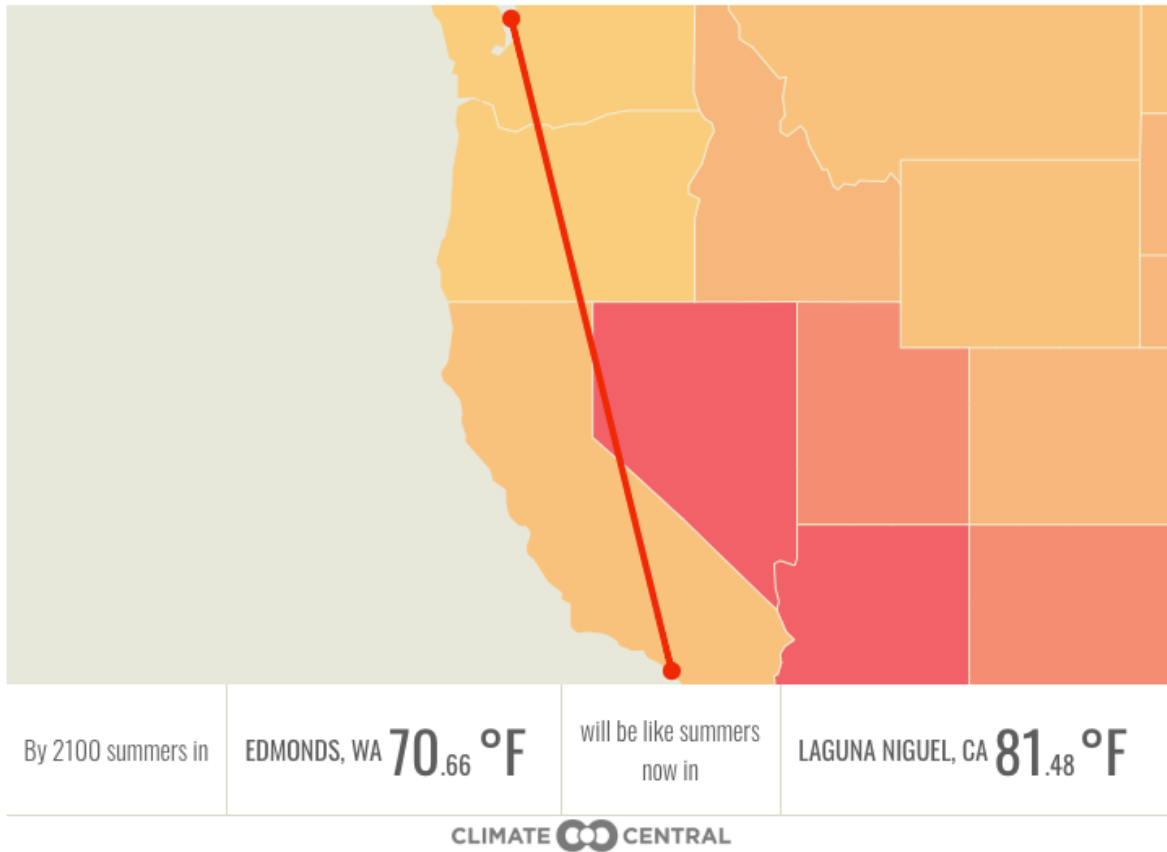 By 2100 summers in
EDMONDS, WA 70.66 °F
will be like summers
now in
LAGUNA NIGUEL, CA 81.48 °F
CLIMATE CENTRAL